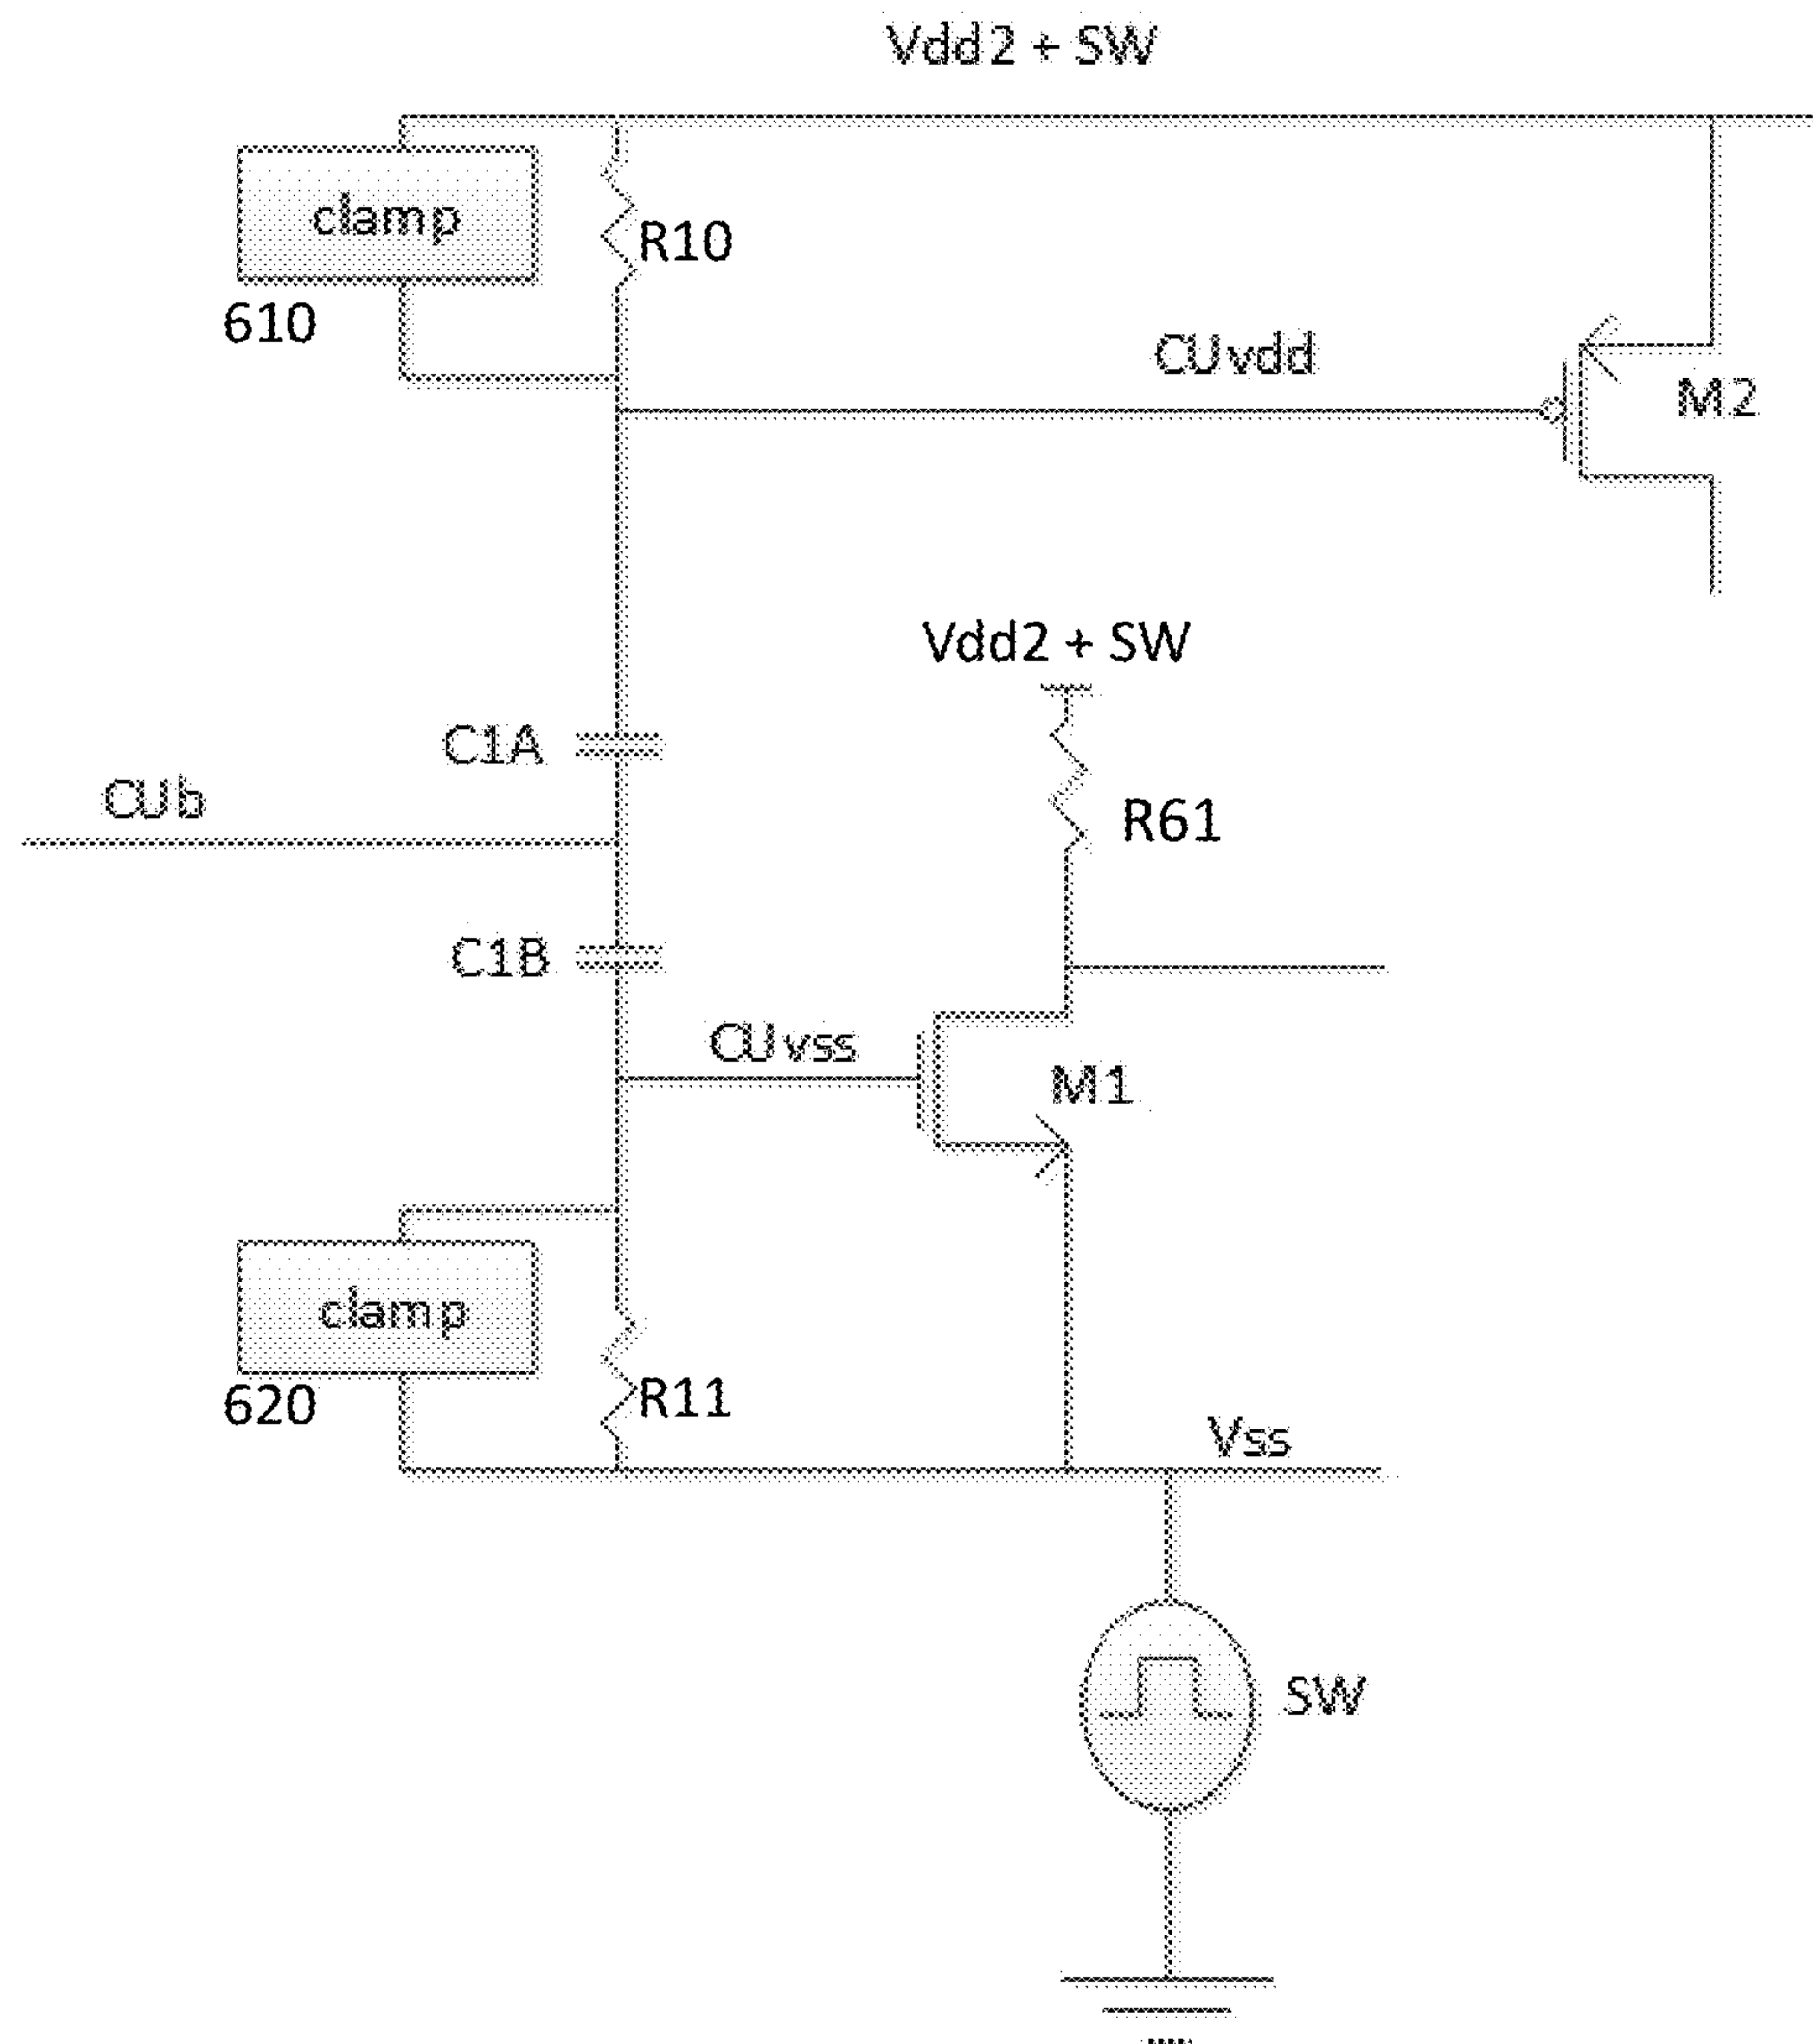 Vdd2 + SW
clamp
R10
610
CUvdd
M2
Vdd2 + SW
C1A
CUb
R61
C1B
CUvss
M1
clamp
R11
620
Vss
SW